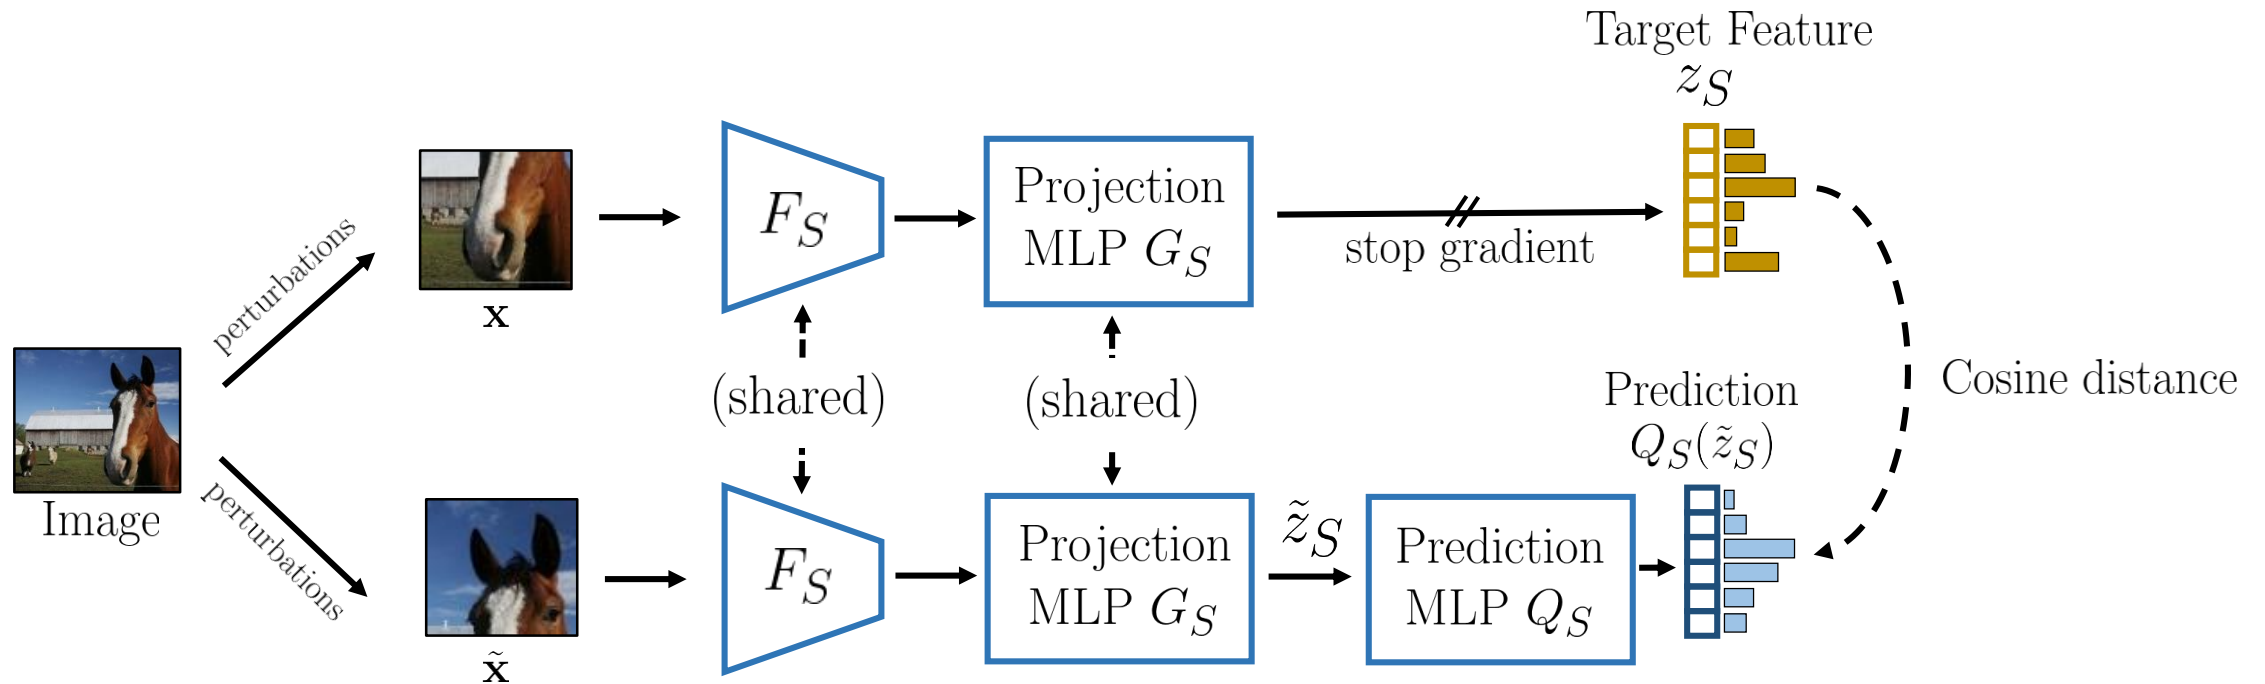 Target Feature
z_S
perturbations
x
F_S
Projection
MLP G_S
stop gradient
(shared)
(shared)
Cosine distance
Image
perturbations
x̃
F_S
Projection
MLP G_S
z̃_S
Prediction
MLP Q_S
Prediction
Q_S(z̃_S)